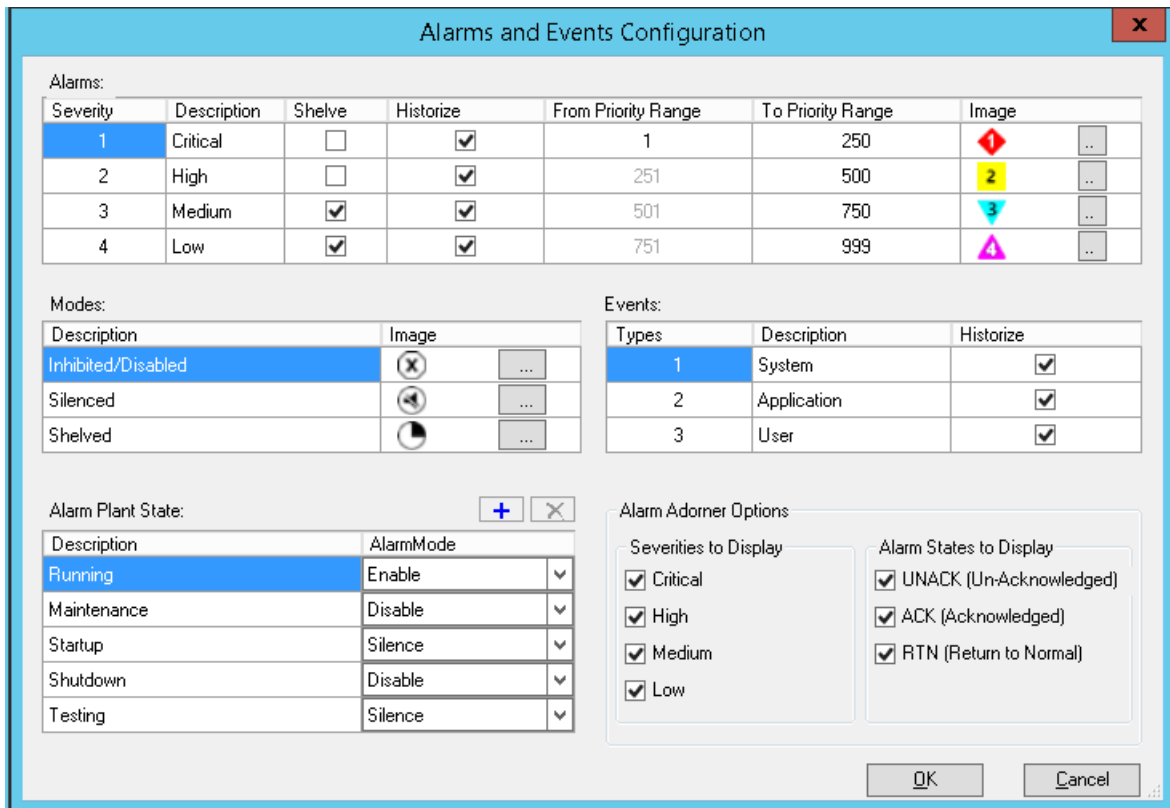 Alarms and Events Configuration
x
Alarms:
Severity Description Shelve Historize From Priority Range To Priority Range Image
1 Critical 1 250 1 ..
2 High 251 500 2 ..
3 Medium 501 750 3 ..
4 Low 751 999 4 ..
Modes:
Description Image
Inhibited/Disabled x ...
Silenced ...
Shelved ...
Events:
Types Description Historize
1 System
2 Application
3 User
Alarm Plant State: +
Description AlarmMode
Running Enable
Maintenance Disable
Startup Silence
Shutdown Disable
Testing Silence
Alarm Adorner Options
Severities to Display
Critical
High
Medium
Low
Alarm States to Display
UNACK (Un-Acknowledged)
ACK (Acknowledged)
RTN (Return to Normal)
OK Cancel